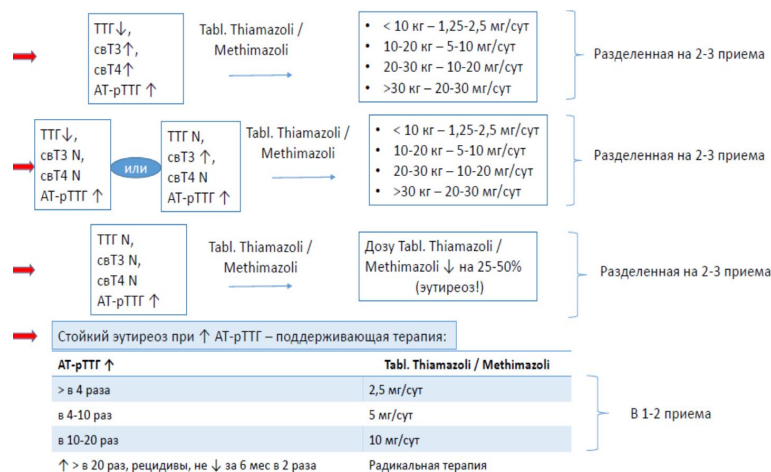 ТТГ↓,
свТ3↑,
свТ4↑
АТ-рТТГ ↑
Tabl. Thiamazoli /
Methimazoli
• < 10 кг – 1,25-2,5 мг/сут
• 10-20 кг – 5-10 мг/сут
• 20-30 кг – 10-20 мг/сут
• >30 кг – 20-30 мг/сут
Разделенная на 2-3 приема
ТТГ↓,
свТ3 N,
свТ4 N
АТ-рТТГ ↑
или
ТТГ N,
свТ3 ↑,
свТ4 N
АТ-рТТГ ↑
Tabl. Thiamazoli /
Methimazoli
• < 10 кг – 1,25-2,5 мг/сут
• 10-20 кг – 5-10 мг/сут
• 20-30 кг – 10-20 мг/сут
• >30 кг – 20-30 мг/сут
Разделенная на 2-3 приема
ТТГ N,
свТ3 N,
свТ4 N
АТ-рТТГ ↑
Tabl. Thiamazoli /
Methimazoli
Дозу Tabl. Thiamazoli /
Methimazoli ↓ на 25-50%
(эутиреоз!)
Разделенная на 2-3 приема
Стойкий эутиреоз при ↑ АТ-рТТГ – поддерживающая терапия:
АТ-рТТГ ↑ Tabl. Thiamazoli / Methimazoli
> в 4 раза 2,5 мг/сут
в 4-10 раз 5 мг/сут
в 10-20 раз 10 мг/сут
В 1-2 приема
↑ > в 20 раз, рецидивы, не ↓ за 6 мес в 2 раза Радикальная терапия